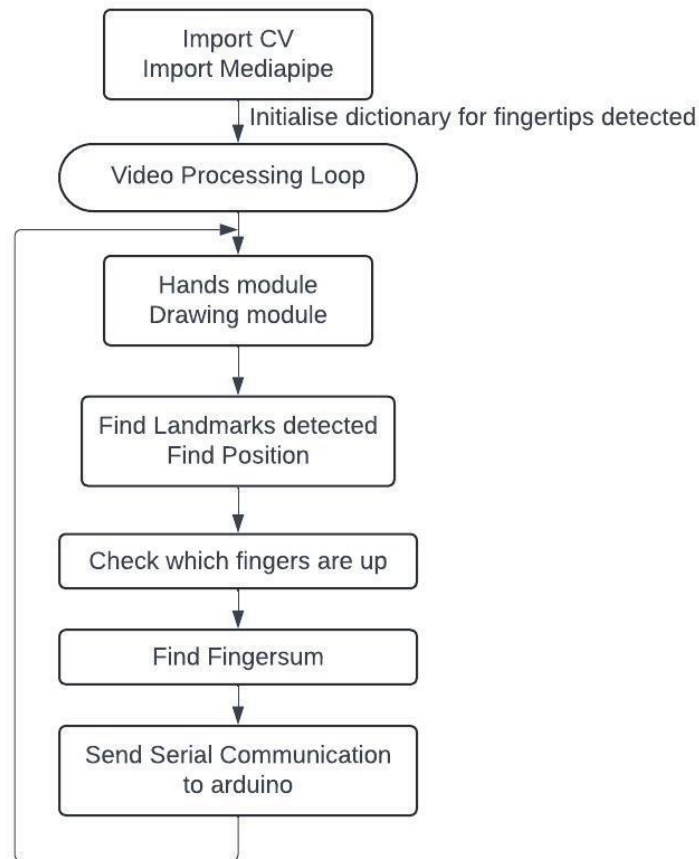 Import CV
Import Mediapipe
Initialise dictionary for fingertips detected
Video Processing Loop
Hands module
Drawing module
Find Landmarks detected
Find Position
Check which fingers are up
Find Fingersum
Send Serial Communication
to arduino